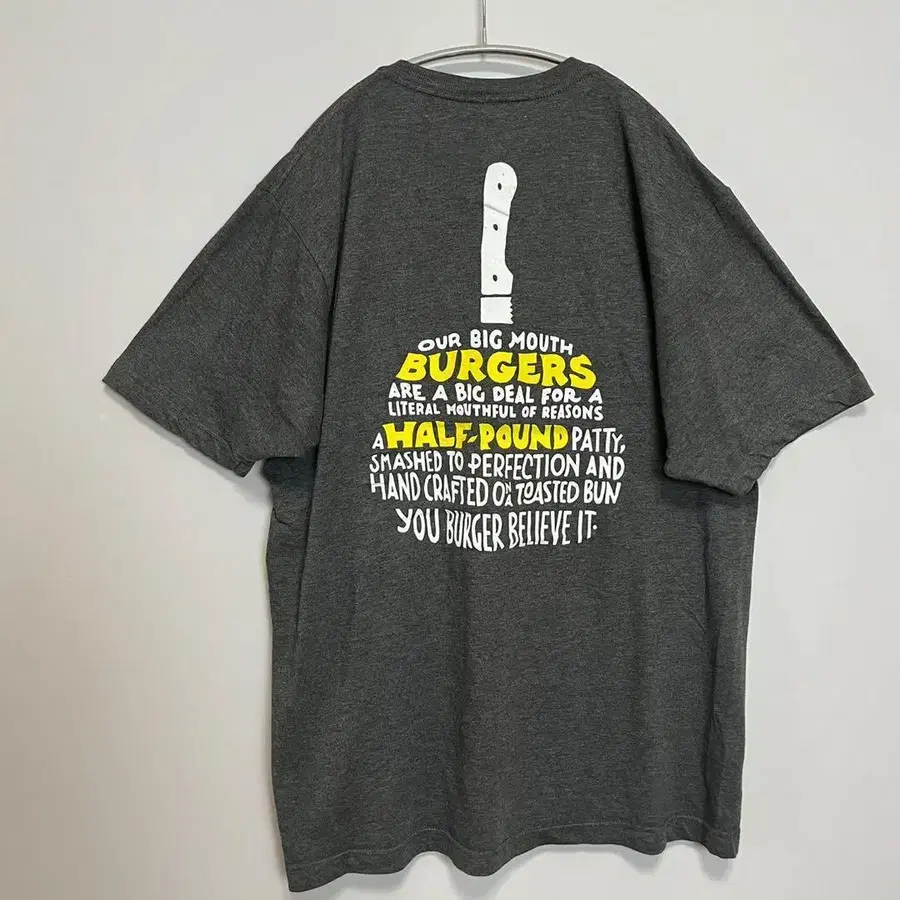 OUR BIG MOUTH
BURGERS
ARE A BIG DEAL FOR A
LITERAL MOUTHFUL OF REASONS
A HALF-POUND PATTY,
SMASHED TO PERFECTION AND
HAND CRAFTED ON A TOASTED BUN
YOU BURGER BELIEVE IT.